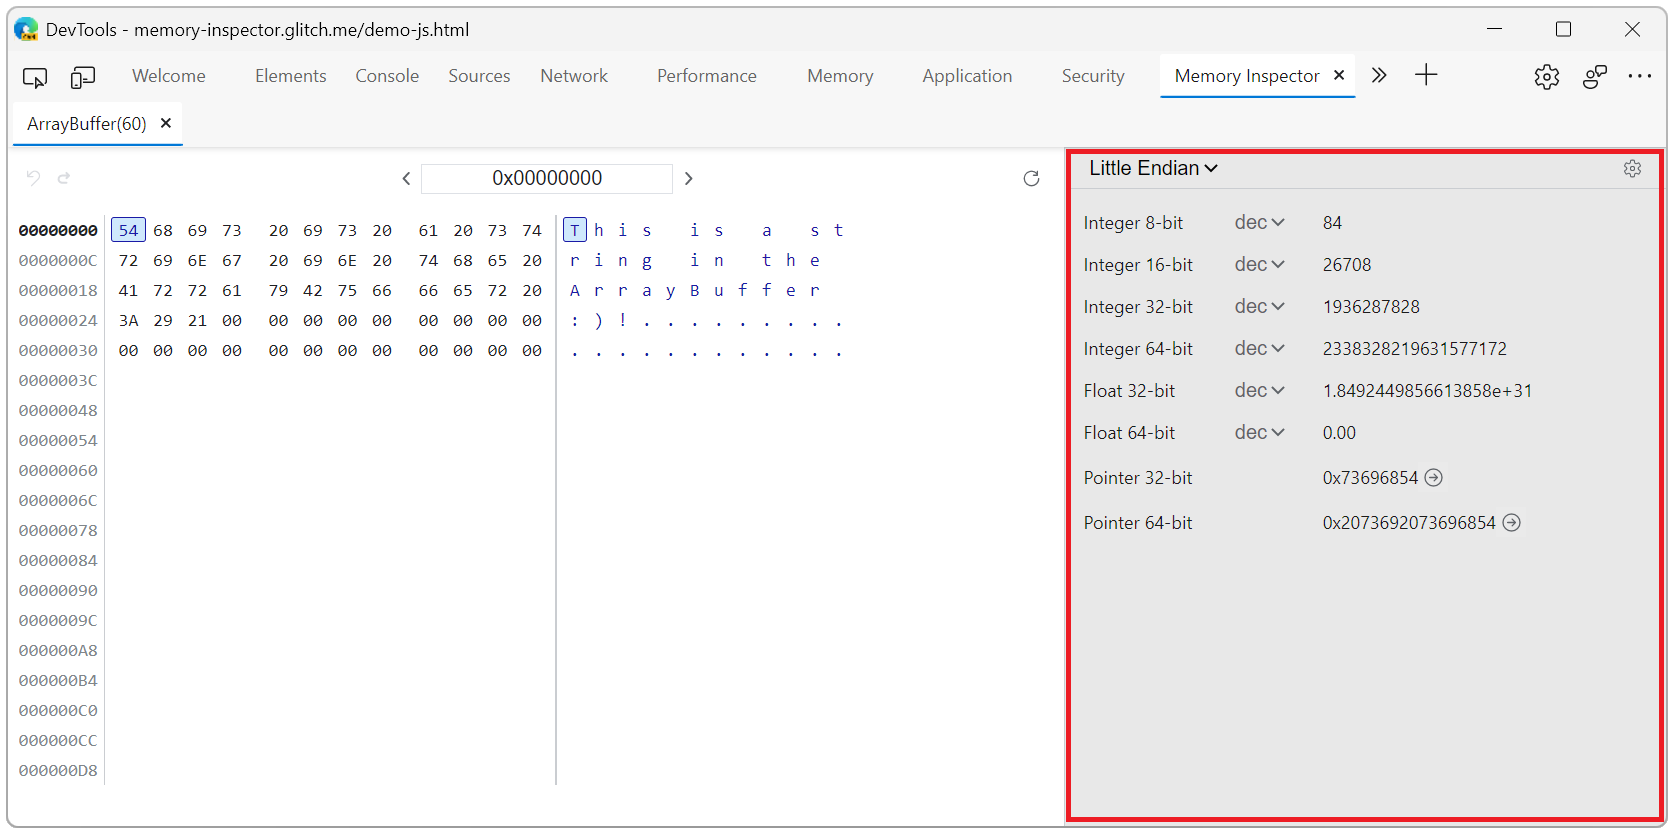 DevTools - memory-inspector.glitch.me/demo-js.html
Welcome Elements Console Sources Network Performance Memory Application Security Memory Inspector
ArrayBuffer(60)
0x00000000
00000000 54 68 69 73 20 69 73 20 61 20 73 74 T h i s i s a s t
0000000C 72 69 6E 67 20 69 6E 20 74 68 65 20 r i n g i n t h e
00000018 41 72 72 61 79 42 75 66 66 65 72 20 A r r a y B u f f e r
00000024 3A 29 21 00 00 00 00 00 00 00 00 00 : ) ! . . . . . . . . .
00000030 00 00 00 00 00 00 00 00 00 00 00 00 . . . . . . . . . . . .
0000003C
00000048
00000054
00000060
0000006C
00000078
00000084
00000090
0000009C
000000A8
000000B4
000000C0
000000CC
000000D8
Little Endian
Integer 8-bit dec 84
Integer 16-bit dec 26708
Integer 32-bit dec 1936287828
Integer 64-bit dec 2338328219631577172
Float 32-bit dec 1.8492449856613858e+31
Float 64-bit dec 0.00
Pointer 32-bit 0x73696854
Pointer 64-bit 0x2073692073696854